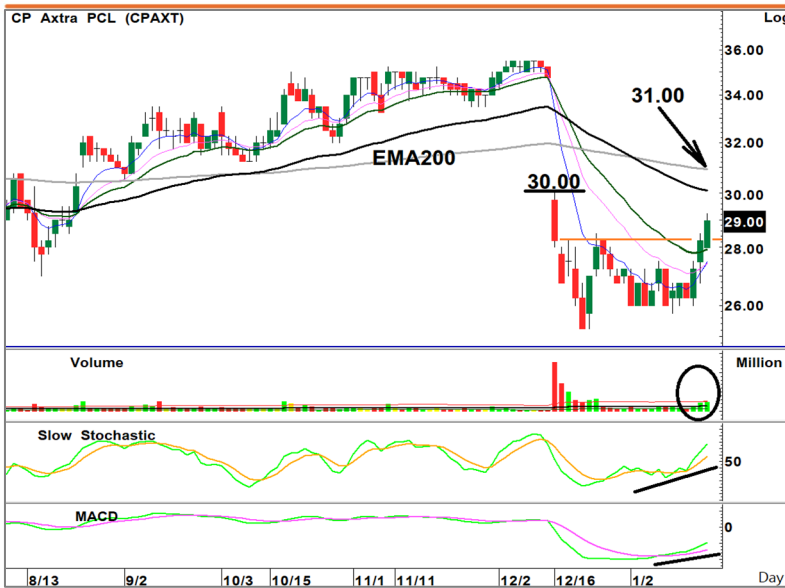 CP Axtra PCL (CPAXT)
36.00
31.00
34.00
EMA200
32.00
30.00
30.00
29.00
28.00
26.00
Volume
Million
Slow Stochastic
50
MACD
0
8/13 9/2 10/3 10/15 11/1 11/11 12/2 12/16 1/2 Day